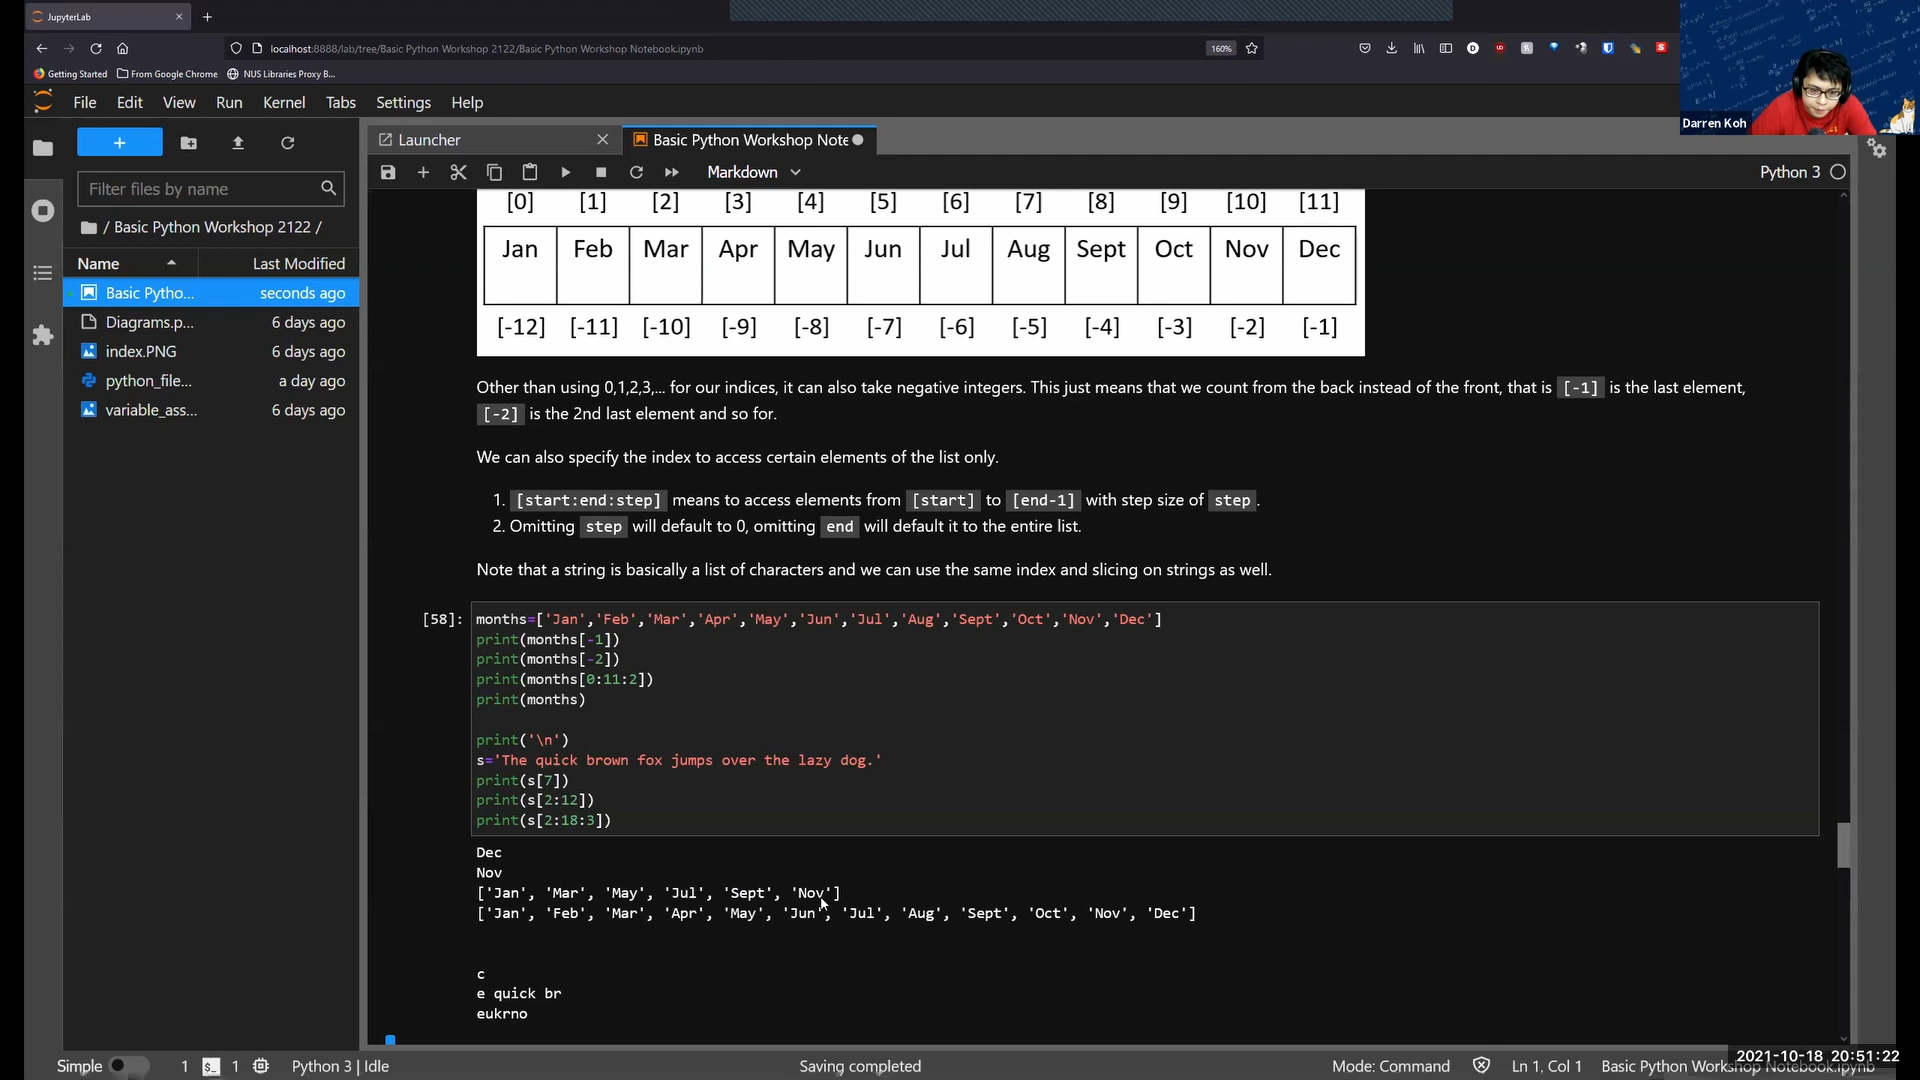 JupyterLab
localhost:8888/lab/tree/Basic Python Workshop 2122/Basic Python Workshop Notebook.ipynb
160%
Getting Started From Google Chrome NUS Libraries Proxy B...
Darren Koh
File Edit View Run Kernel Tabs Settings Help
Launcher
Basic Python Workshop Note
Filter files by name
Markdown
Python 3
/ Basic Python Workshop 2122 /
Name Last Modified
Basic Pytho... seconds ago
Diagrams.p... 6 days ago
index.PNG 6 days ago
python_file... a day ago
variable_ass... 6 days ago
[0] [1] [2] [3] [4] [5] [6] [7] [8] [9] [10] [11]
Jan Feb Mar Apr May Jun Jul Aug Sept Oct Nov Dec
[-12] [-11] [-10] [-9] [-8] [-7] [-6] [-5] [-4] [-3] [-2] [-1]
Other than using 0,1,2,3,... for our indices, it can also take negative integers. This just means that we count from the back instead of the front, that is [-1] is the last element,
[-2] is the 2nd last element and so for.
We can also specify the index to access certain elements of the list only.
1. [start:end:step] means to access elements from [start] to [end-1] with step size of step.
2. Omitting step will default to 0, omitting end will default it to the entire list.
Note that a string is basically a list of characters and we can use the same index and slicing on strings as well.
[58]: months=['Jan','Feb','Mar','Apr','May','Jun','Jul','Aug','Sept','Oct','Nov','Dec']
print(months[-1])
print(months[-2])
print(months[0:11:2])
print(months)
print('\n')
s='The quick brown fox jumps over the lazy dog.'
print(s[7])
print(s[2:12])
print(s[2:18:3])
Dec
Nov
['Jan', 'Mar', 'May', 'Jul', 'Sept', 'Nov']
['Jan', 'Feb', 'Mar', 'Apr', 'May', 'Jun', 'Jul', 'Aug', 'Sept', 'Oct', 'Nov', 'Dec']
c
e quick br
eukrno
2021-10-18 20:51:22
Simple 1 1 Python 3 | Idle Saving completed Mode: Command Ln 1, Col 1 Basic Python Workshop Notebook.ipynb